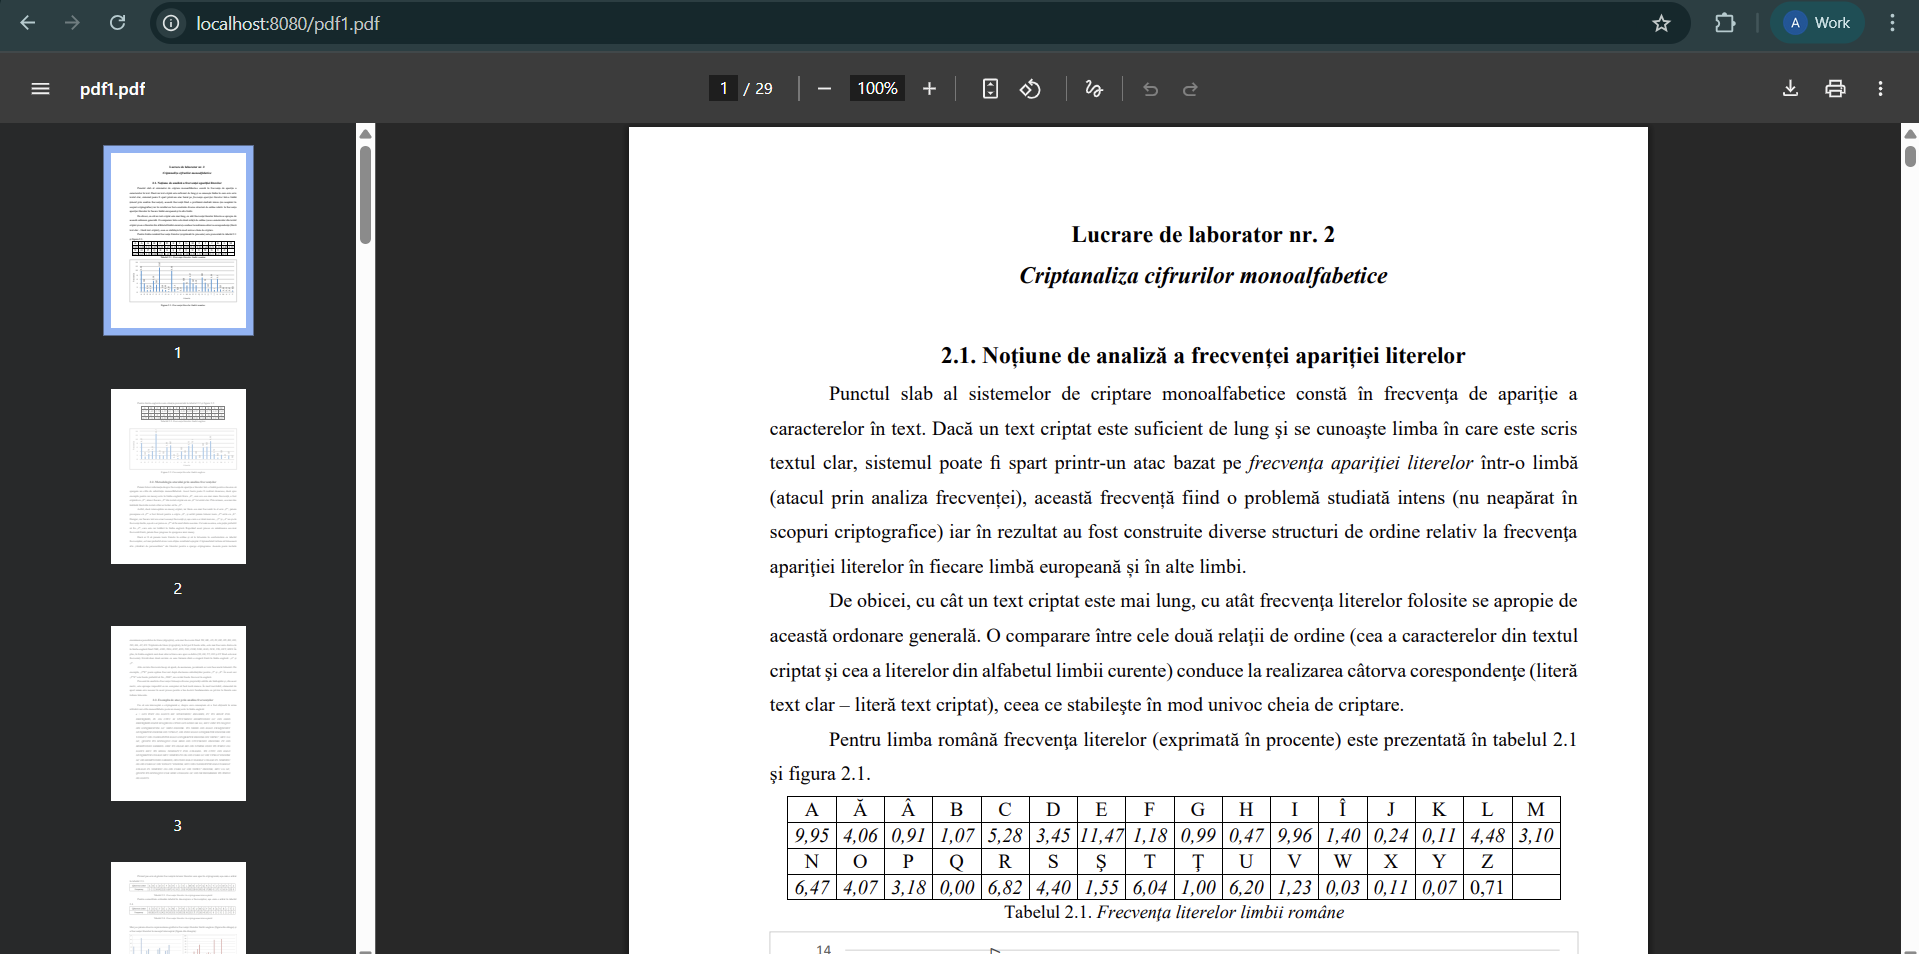 localhost:8080/pdf1.pdf
A Work
pdf1.pdf
1 / 29
100%
1
2
3
Lucrare de laborator nr. 2
Criptanaliza cifrurilor monoalfabetice
2.1. Noțiune de analiză a frecvenței apariției literelor
Punctul slab al sistemelor de criptare monoalfabetice constă în frecvenţa de apariţie a
caracterelor în text. Dacă un text criptat este suficient de lung şi se cunoaşte limba în care este scris
textul clar, sistemul poate fi spart printr-un atac bazat pe frecvenţa apariţiei literelor într-o limbă
(atacul prin analiza frecvenței), această frecvență fiind o problemă studiată intens (nu neapărat în
scopuri criptografice) iar în rezultat au fost construite diverse structuri de ordine relativ la frecvenţa
apariţiei literelor în fiecare limbă europeană și în alte limbi.
De obicei, cu cât un text criptat este mai lung, cu atât frecvenţa literelor folosite se apropie de
această ordonare generală. O comparare între cele două relaţii de ordine (cea a caracterelor din textul
criptat şi cea a literelor din alfabetul limbii curente) conduce la realizarea câtorva corespondenţe (literă
text clar – literă text criptat), ceea ce stabileşte în mod univoc cheia de criptare.
Pentru limba română frecvenţa literelor (exprimată în procente) este prezentată în tabelul 2.1
şi figura 2.1.
A Ă Â B C D E F G H I Î J K L M
9,95 4,06 0,91 1,07 5,28 3,45 11,47 1,18 0,99 0,47 9,96 1,40 0,24 0,11 4,48 3,10
N O P Q R S Ş T Ţ U V W X Y Z
6,47 4,07 3,18 0,00 6,82 4,40 1,55 6,04 1,00 6,20 1,23 0,03 0,11 0,07 0,71
Tabelul 2.1. Frecvenţa literelor limbii române
14